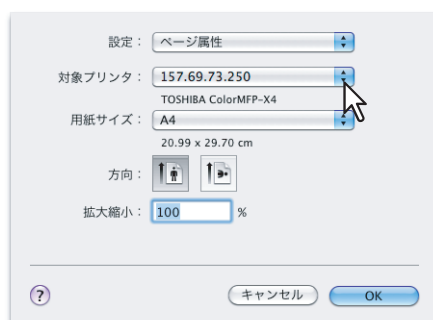 設定： ページ属性
対象プリンタ： 157.69.73.250
TOSHIBA ColorMFP-X4
用紙サイズ： A4
20.99 x 29.70 cm
方向：
拡大縮小： 100 %
? キャンセル OK